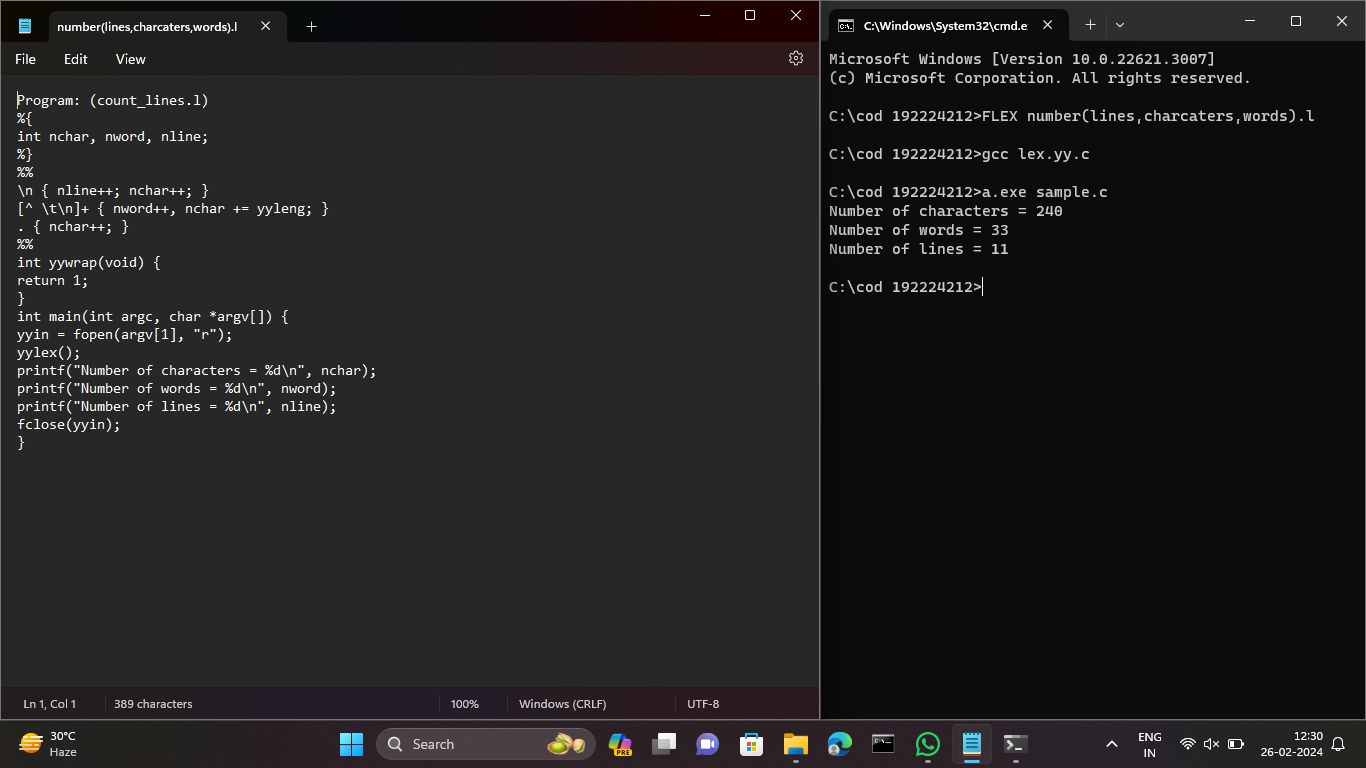 number(lines,charcaters,words).l
File Edit View
Program: (count_lines.l)
%{
int nchar, nword, nline;
%}
%%
\n { nline++; nchar++; }
[^ \t\n]+ { nword++, nchar += yyleng; }
. { nchar++; }
%%
int yywrap(void) {
return 1;
}
int main(int argc, char *argv[]) {
yyin = fopen(argv[1], "r");
yylex();
printf("Number of characters = %d\n", nchar);
printf("Number of words = %d\n", nword);
printf("Number of lines = %d\n", nline);
fclose(yyin);
}
Ln 1, Col 1 389 characters 100% Windows (CRLF) UTF-8
C:\Windows\System32\cmd.e
Microsoft Windows [Version 10.0.22621.3007]
(c) Microsoft Corporation. All rights reserved.
C:\cod 192224212>FLEX number(lines,charcaters,words).l
C:\cod 192224212>gcc lex.yy.c
C:\cod 192224212>a.exe sample.c
Number of characters = 240
Number of words = 33
Number of lines = 11
C:\cod 192224212>
30°C
Haze
Search
PRE
ENG
IN
12:30
26-02-2024